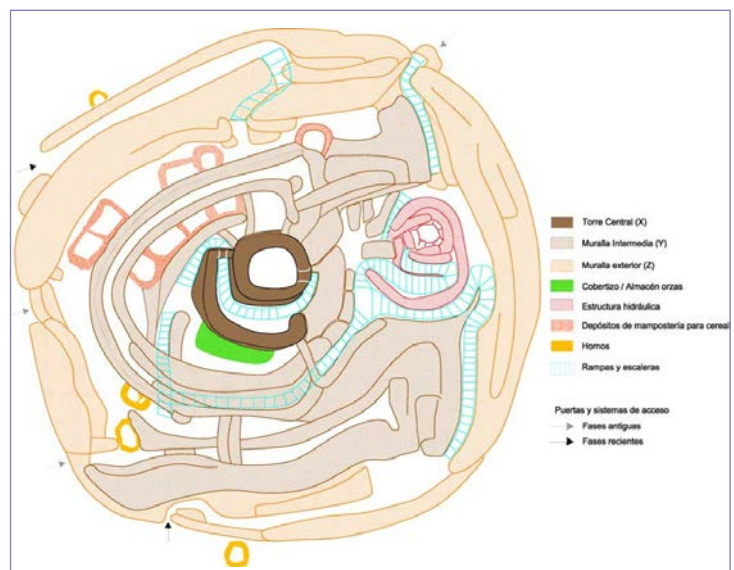 Torre Central (X)
Muralla Intermedia (Y)
Muralla exterior (Z)
Cobertizo / Almacén orzas
Estructura hidráulica
Depósitos de mampostería para cereal
Hornos
Rampas y escaleras
Puertas y sistemas de acceso
Fases antiguas
Fases recientes